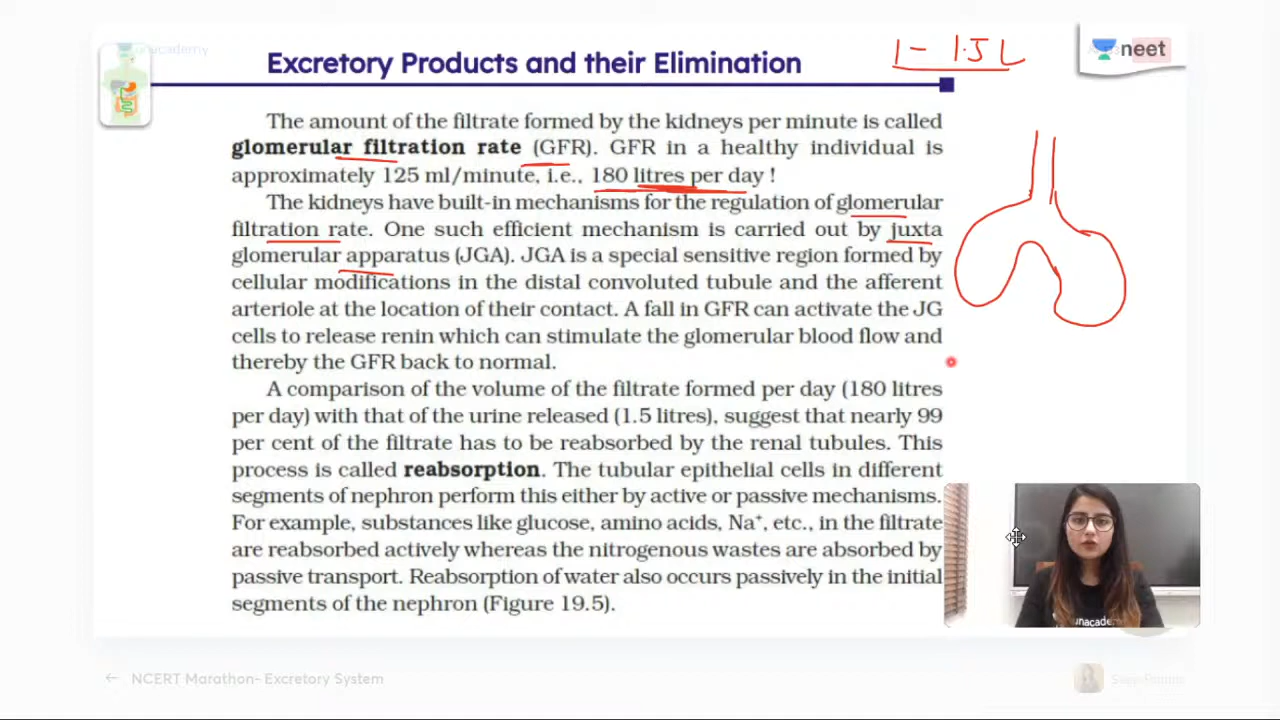 unacademy
Excretory Products and their Elimination
1 - 1.5 L
neet
The amount of the filtrate formed by the kidneys per minute is called
glomerular filtration rate (GFR). GFR in a healthy individual is
approximately 125 ml/minute, i.e., 180 litres per day !
The kidneys have built-in mechanisms for the regulation of glomerular
filtration rate. One such efficient mechanism is carried out by juxta
glomerular apparatus (JGA). JGA is a special sensitive region formed by
cellular modifications in the distal convoluted tubule and the afferent
arteriole at the location of their contact. A fall in GFR can activate the JG
cells to release renin which can stimulate the glomerular blood flow and
thereby the GFR back to normal.
A comparison of the volume of the filtrate formed per day (180 litres
per day) with that of the urine released (1.5 litres), suggest that nearly 99
per cent of the filtrate has to be reabsorbed by the renal tubules. This
process is called reabsorption. The tubular epithelial cells in different
segments of nephron perform this either by active or passive mechanisms.
For example, substances like glucose, amino acids, Na⁺, etc., in the filtrate
are reabsorbed actively whereas the nitrogenous wastes are absorbed by
passive transport. Reabsorption of water also occurs passively in the initial
segments of the nephron (Figure 19.5).
unacademy
← NCERT Marathon- Excretory System